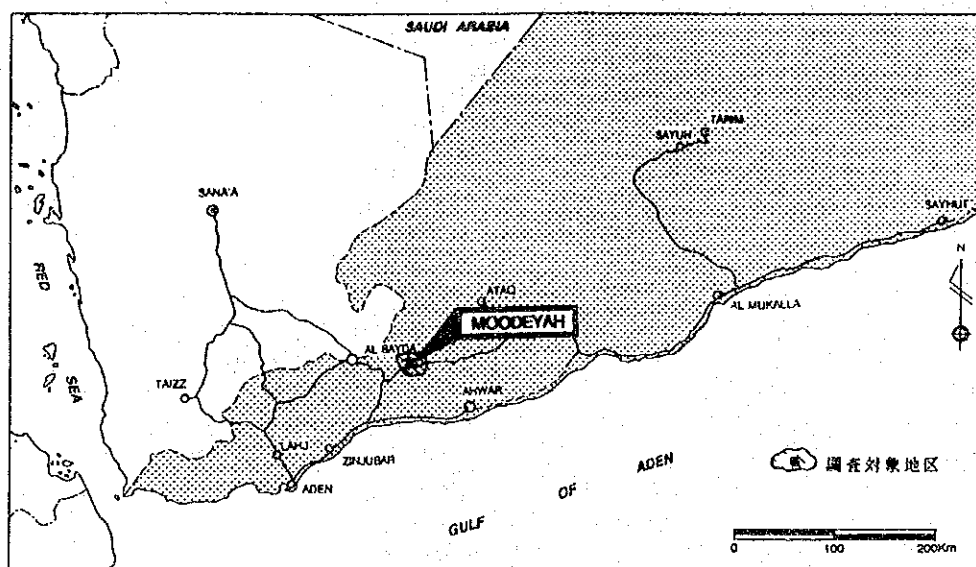 SAUDI ARABIA
TARIM
SAYUH
SANA'A
SAYHUT
RED
SEA
N
ATAQ
AL MUKALLA
MOODEYAH
AL BAYDA
TAIZZ
AHWAR
LAHJ
ZINJUBAR
ADEN
調査対象地区
GULF OF ADEN
0 100 200Km